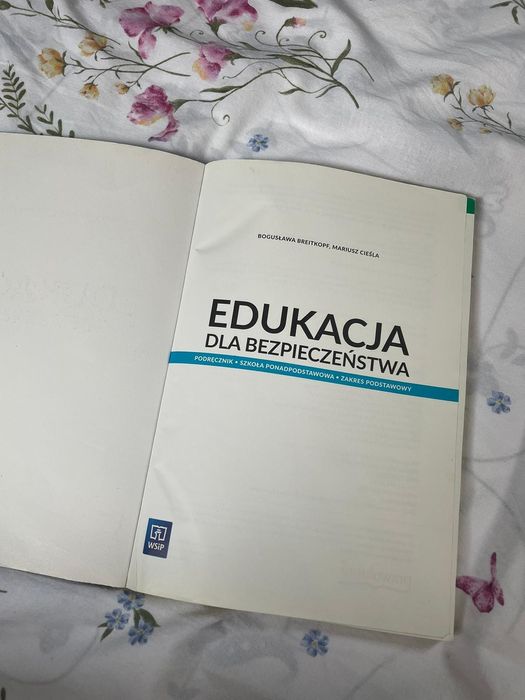 BOGUSŁAWA BREITKOPF, MARIUSZ CIEŚLA
EDUKACJA
DLA BEZPIECZEŃSTWA
PODRĘCZNIK • SZKOŁA PONADPODSTAWOWA • ZAKRES PODSTAWOWY
WSiP